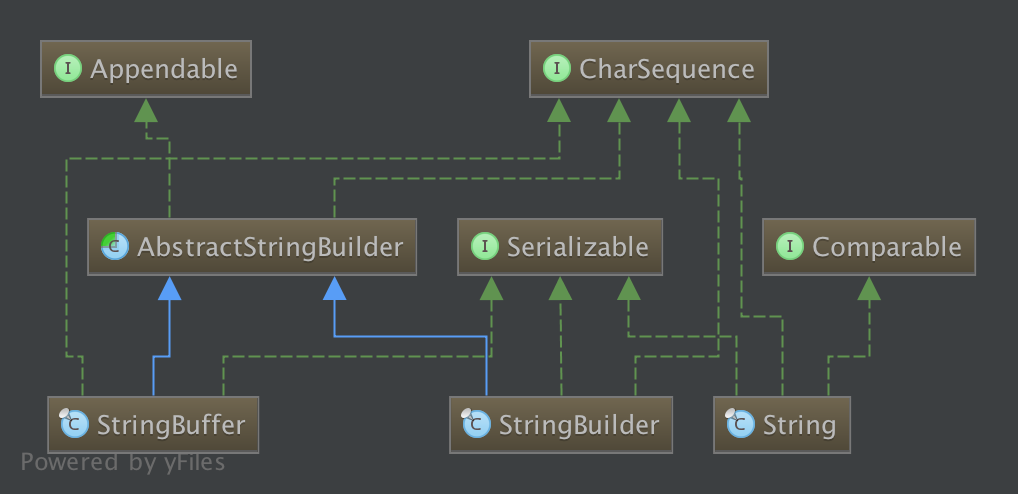 I Appendable
I CharSequence
C AbstractStringBuilder
I Serializable
I Comparable
C StringBuffer
C StringBuilder
C String
Powered by yFiles